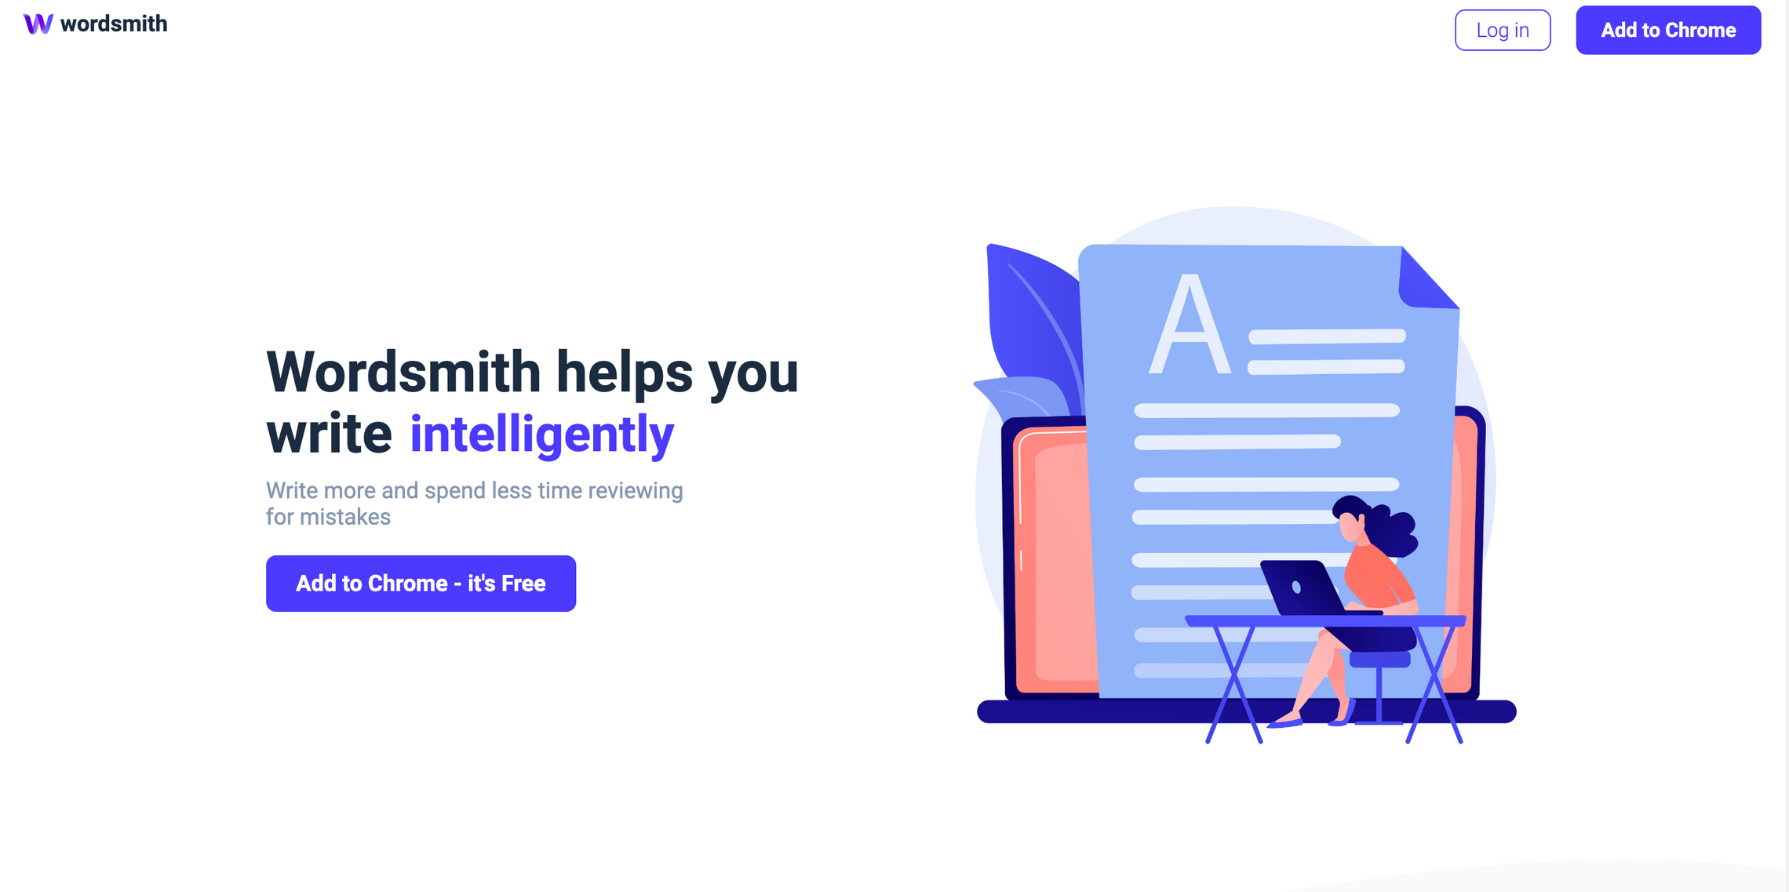 wordsmith
Log in
Add to Chrome
Wordsmith helps you
write intelligently
Write more and spend less time reviewing
for mistakes
Add to Chrome - it's Free
A